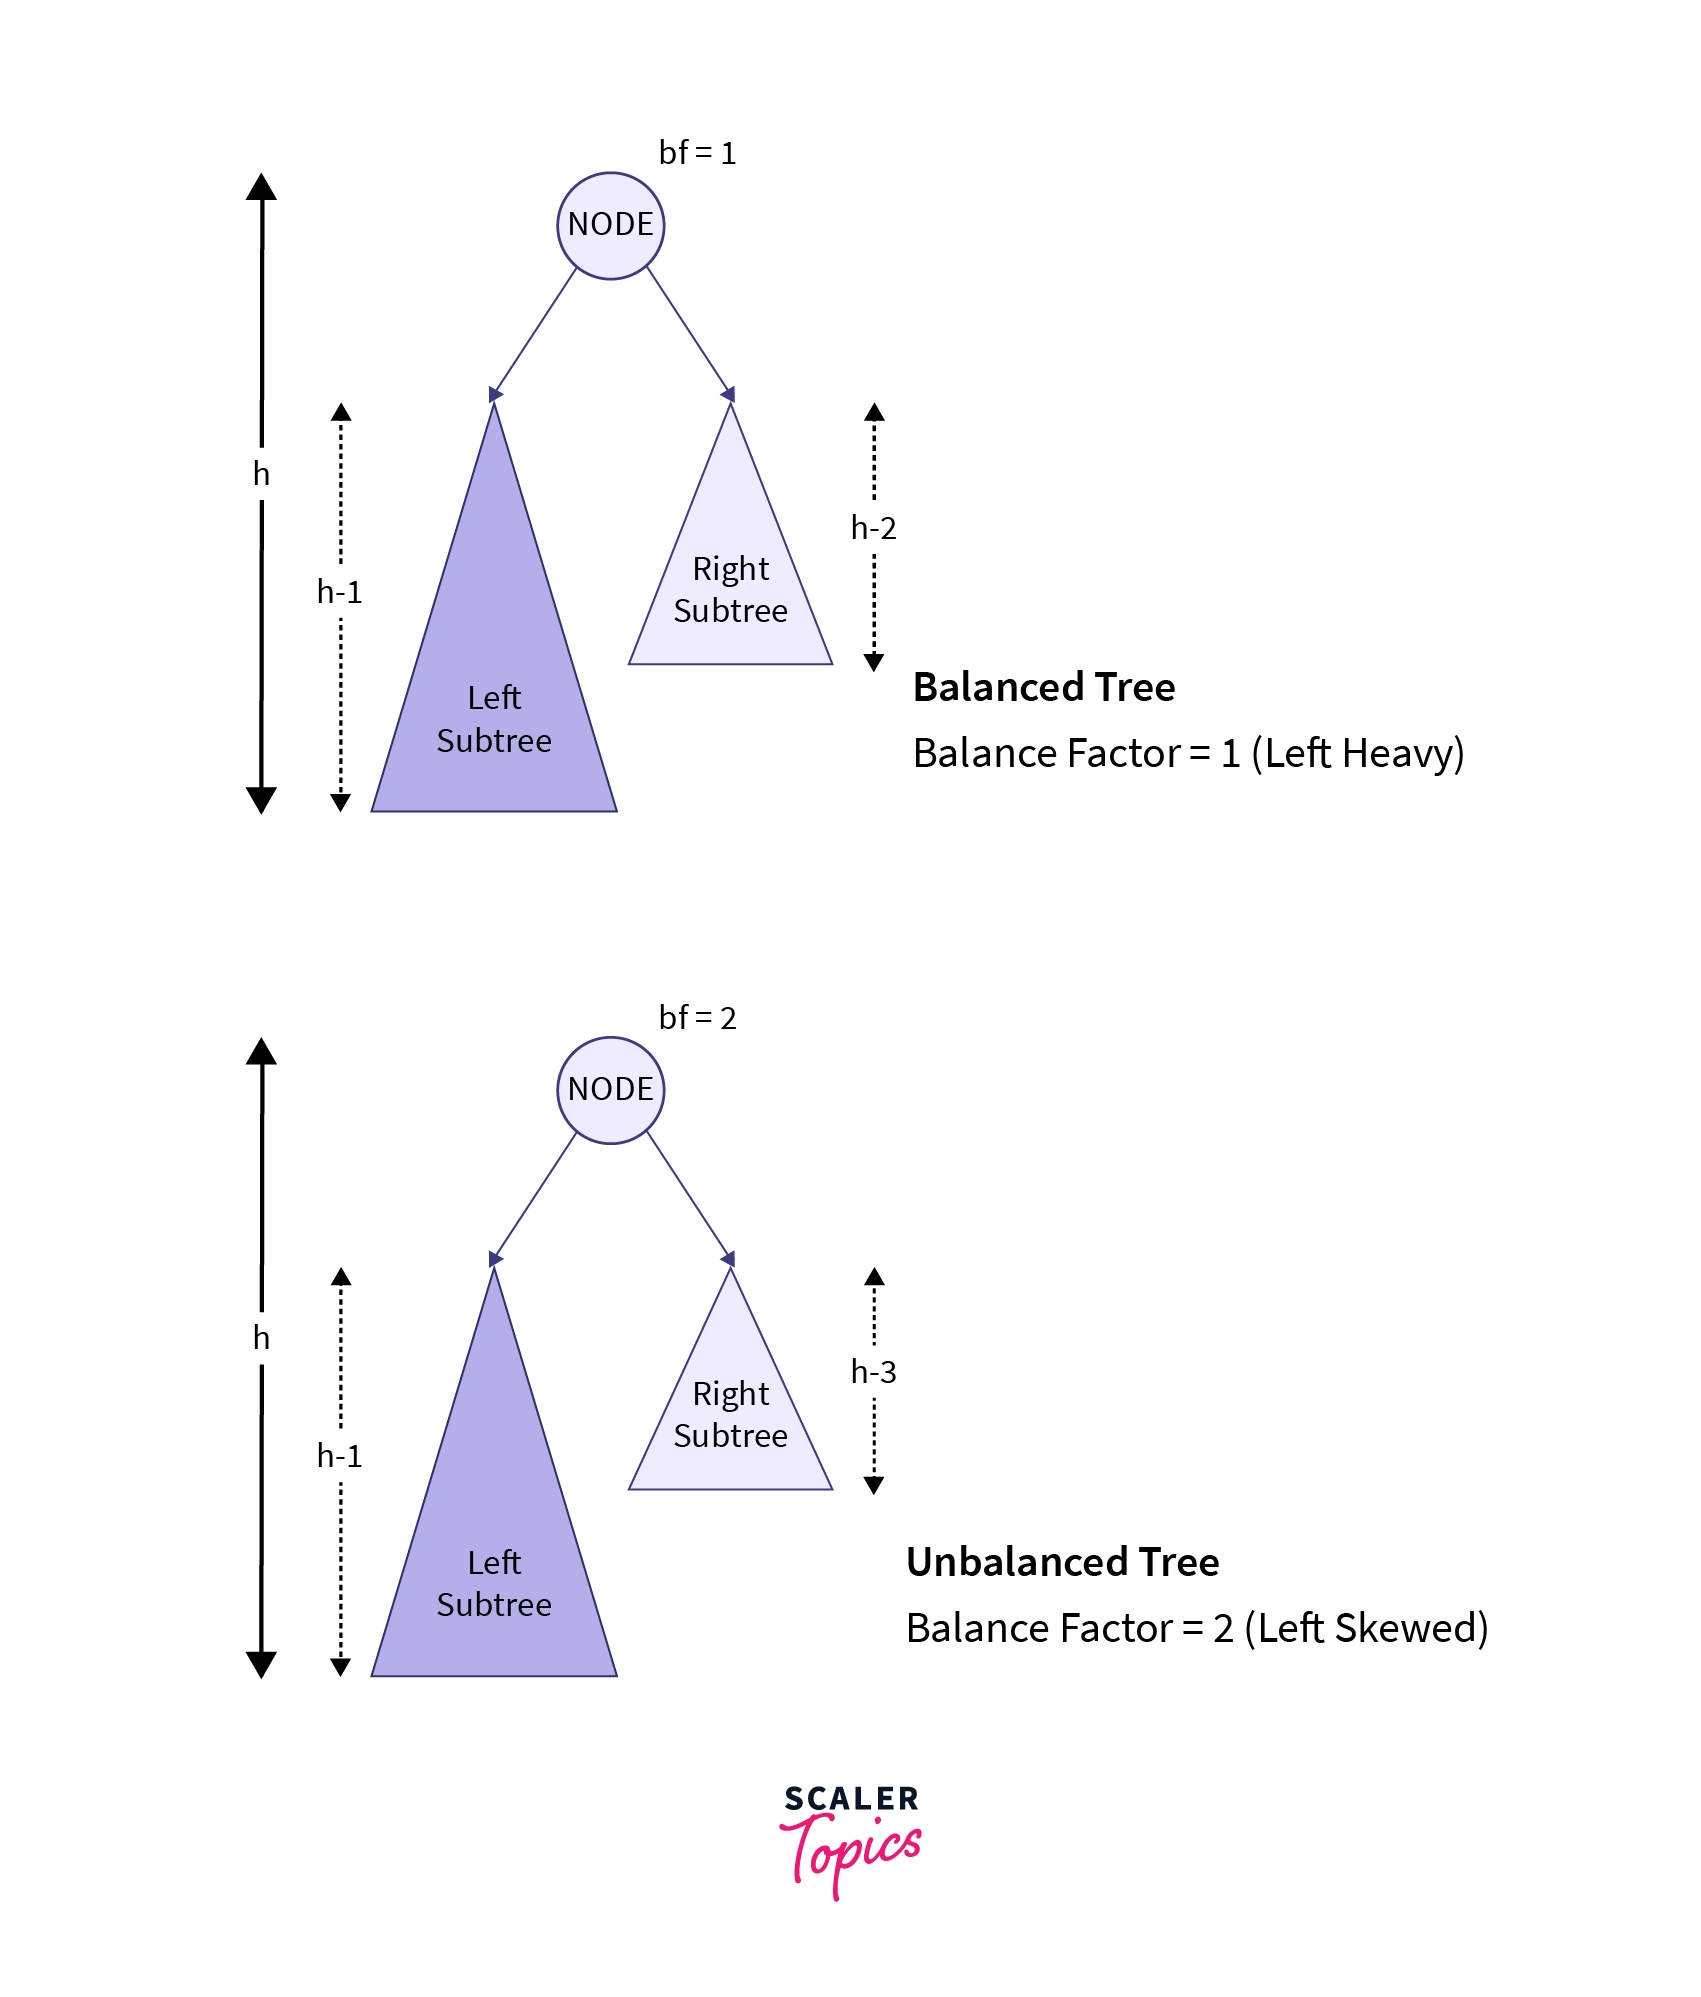 bf = 1
NODE
h
h-1
h-2
Right
Subtree
Left
Subtree
Balanced Tree
Balance Factor = 1 (Left Heavy)
bf = 2
NODE
h
h-1
h-3
Right
Subtree
Left
Subtree
Unbalanced Tree
Balance Factor = 2 (Left Skewed)
SCALER
Topics